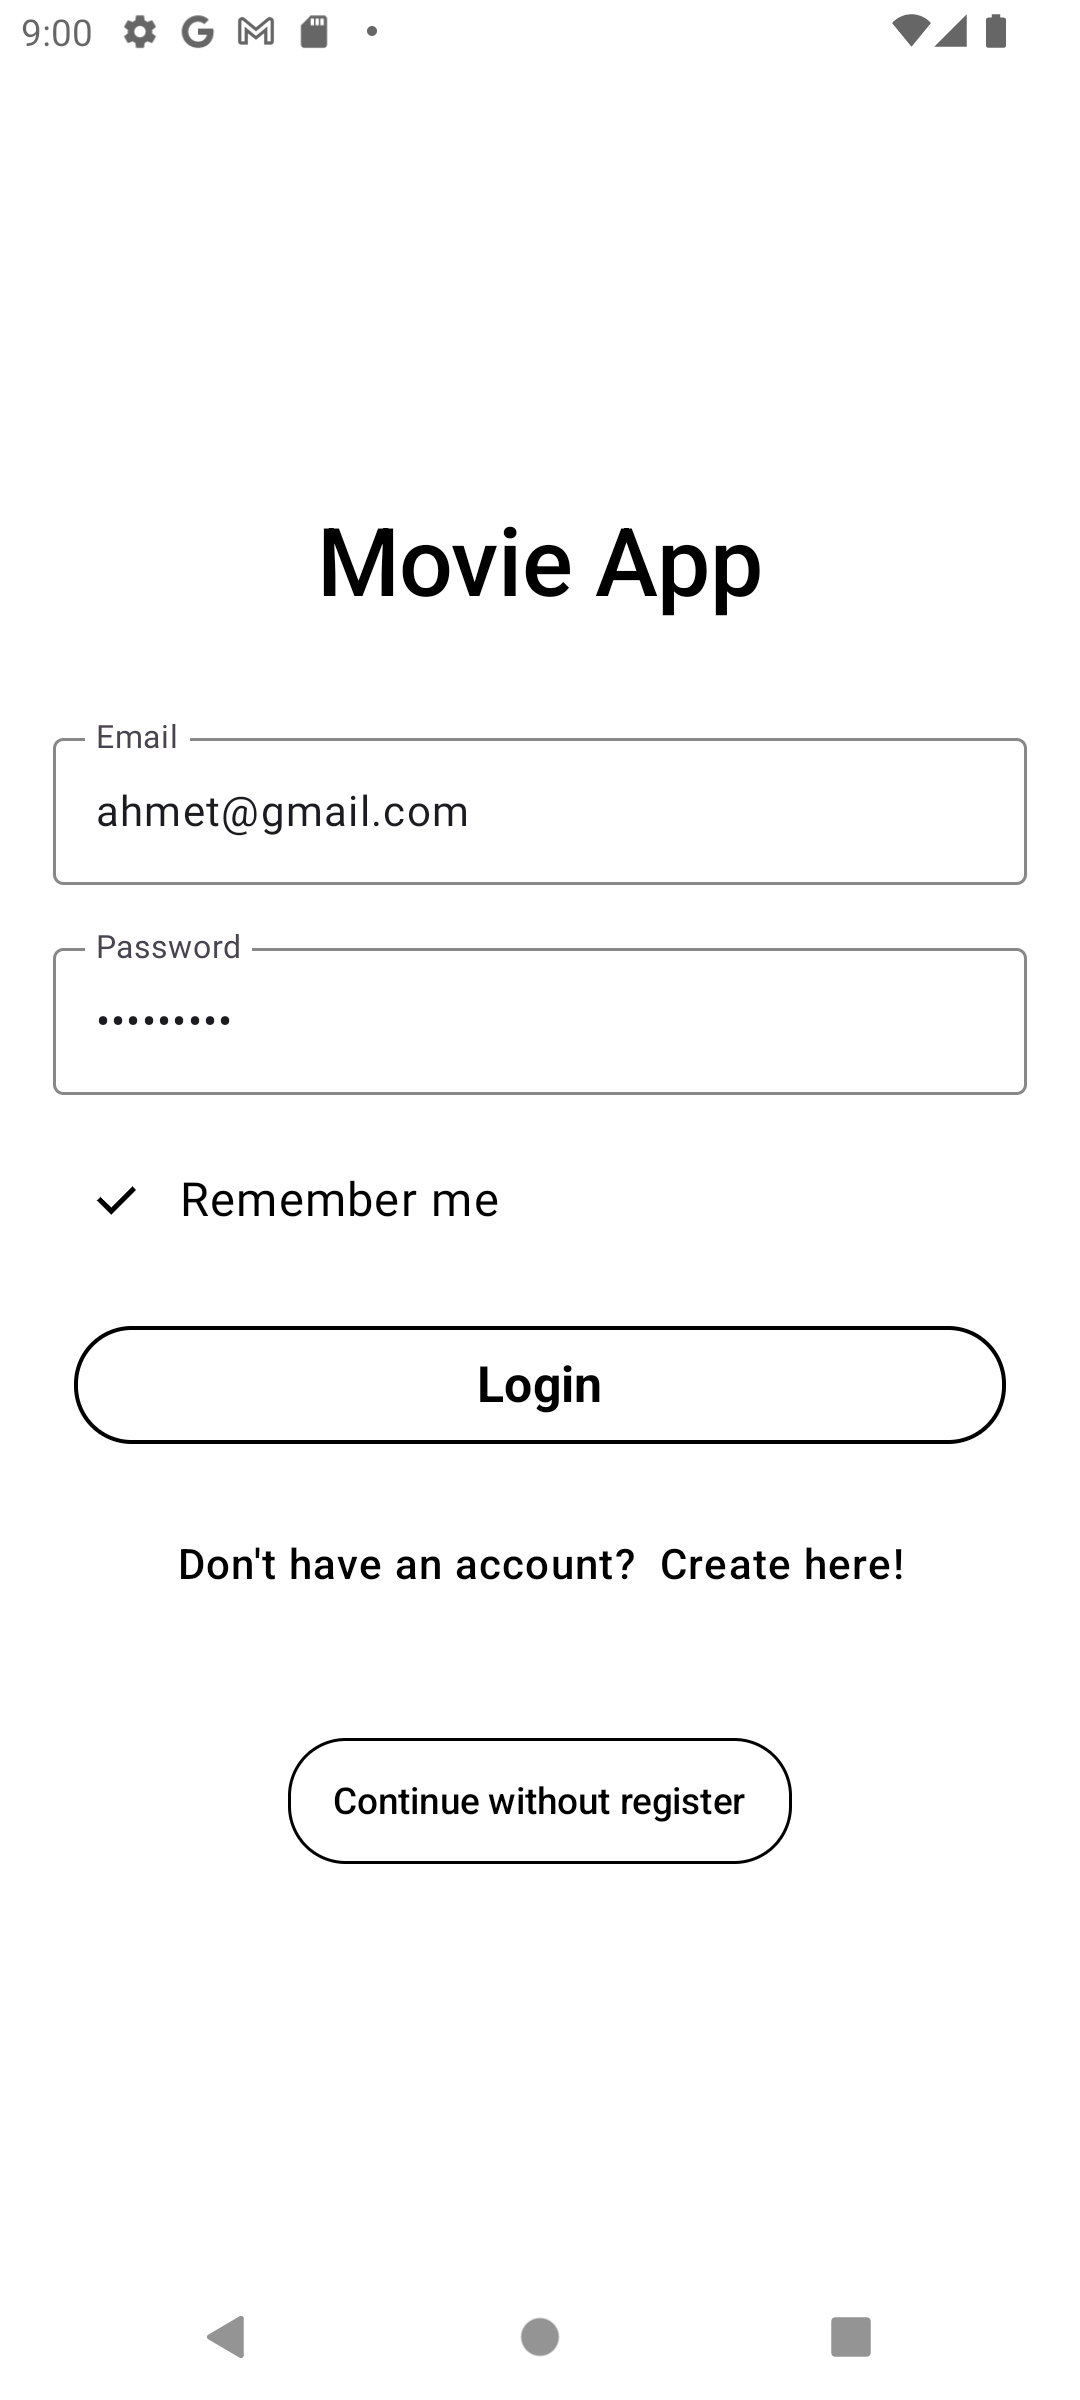 9:00
Movie App
Email
ahmet@gmail.com
Password
•••••••••
Remember me
Login
Don't have an account? Create here!
Continue without register